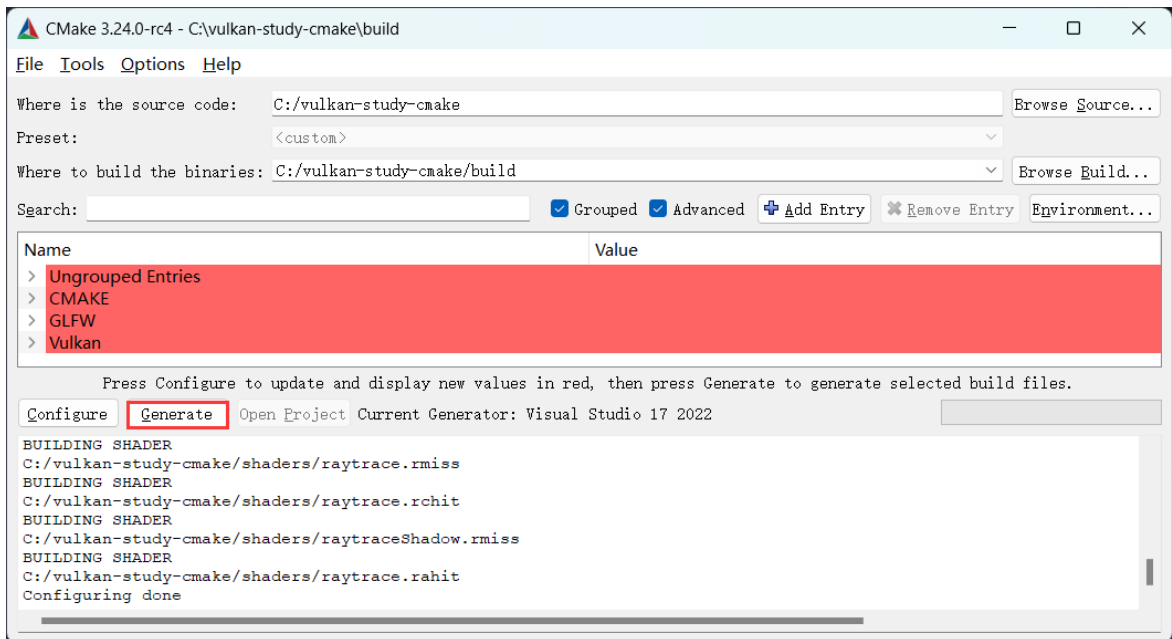 CMake 3.24.0-rc4 - C:\vulkan-study-cmake\build
File Tools Options Help
Where is the source code: C:/vulkan-study-cmake Browse Source...
Preset: <custom>
Where to build the binaries: C:/vulkan-study-cmake/build Browse Build...
Search: Grouped Advanced Add Entry Remove Entry Environment...
Name Value
Ungrouped Entries
CMAKE
GLFW
Vulkan
Press Configure to update and display new values in red, then press Generate to generate selected build files.
Configure Generate Open Project Current Generator: Visual Studio 17 2022
BUILDING SHADER
C:/vulkan-study-cmake/shaders/raytrace.rmiss
BUILDING SHADER
C:/vulkan-study-cmake/shaders/raytrace.rchit
BUILDING SHADER
C:/vulkan-study-cmake/shaders/raytraceShadow.rmiss
BUILDING SHADER
C:/vulkan-study-cmake/shaders/raytrace.rahit
Configuring done